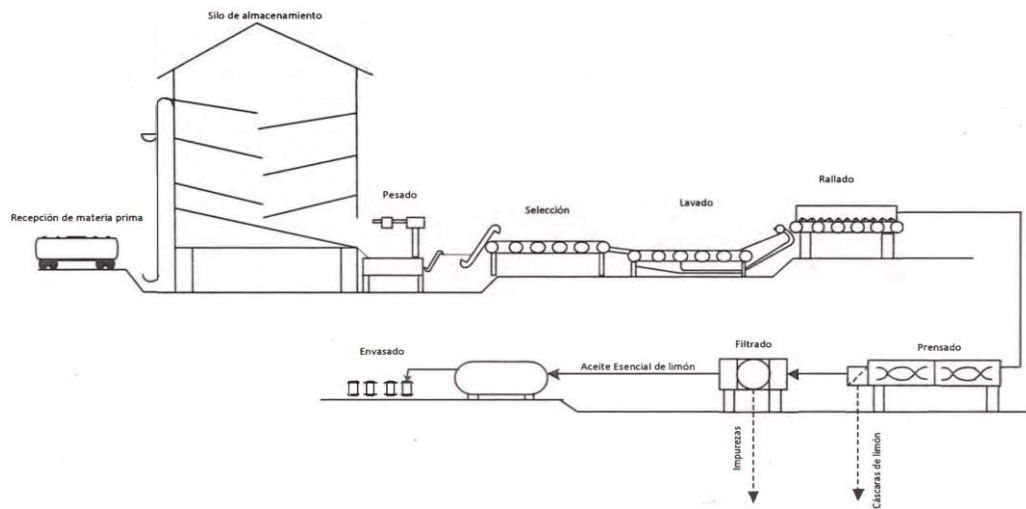 Silo de almacenamiento
Pesado
Recepción de materia prima
Selección
Lavado
Rallado
Envasado
Aceite Esencial de limón
Filtrado
Prensado
Impurezas
Cáscaras de limón